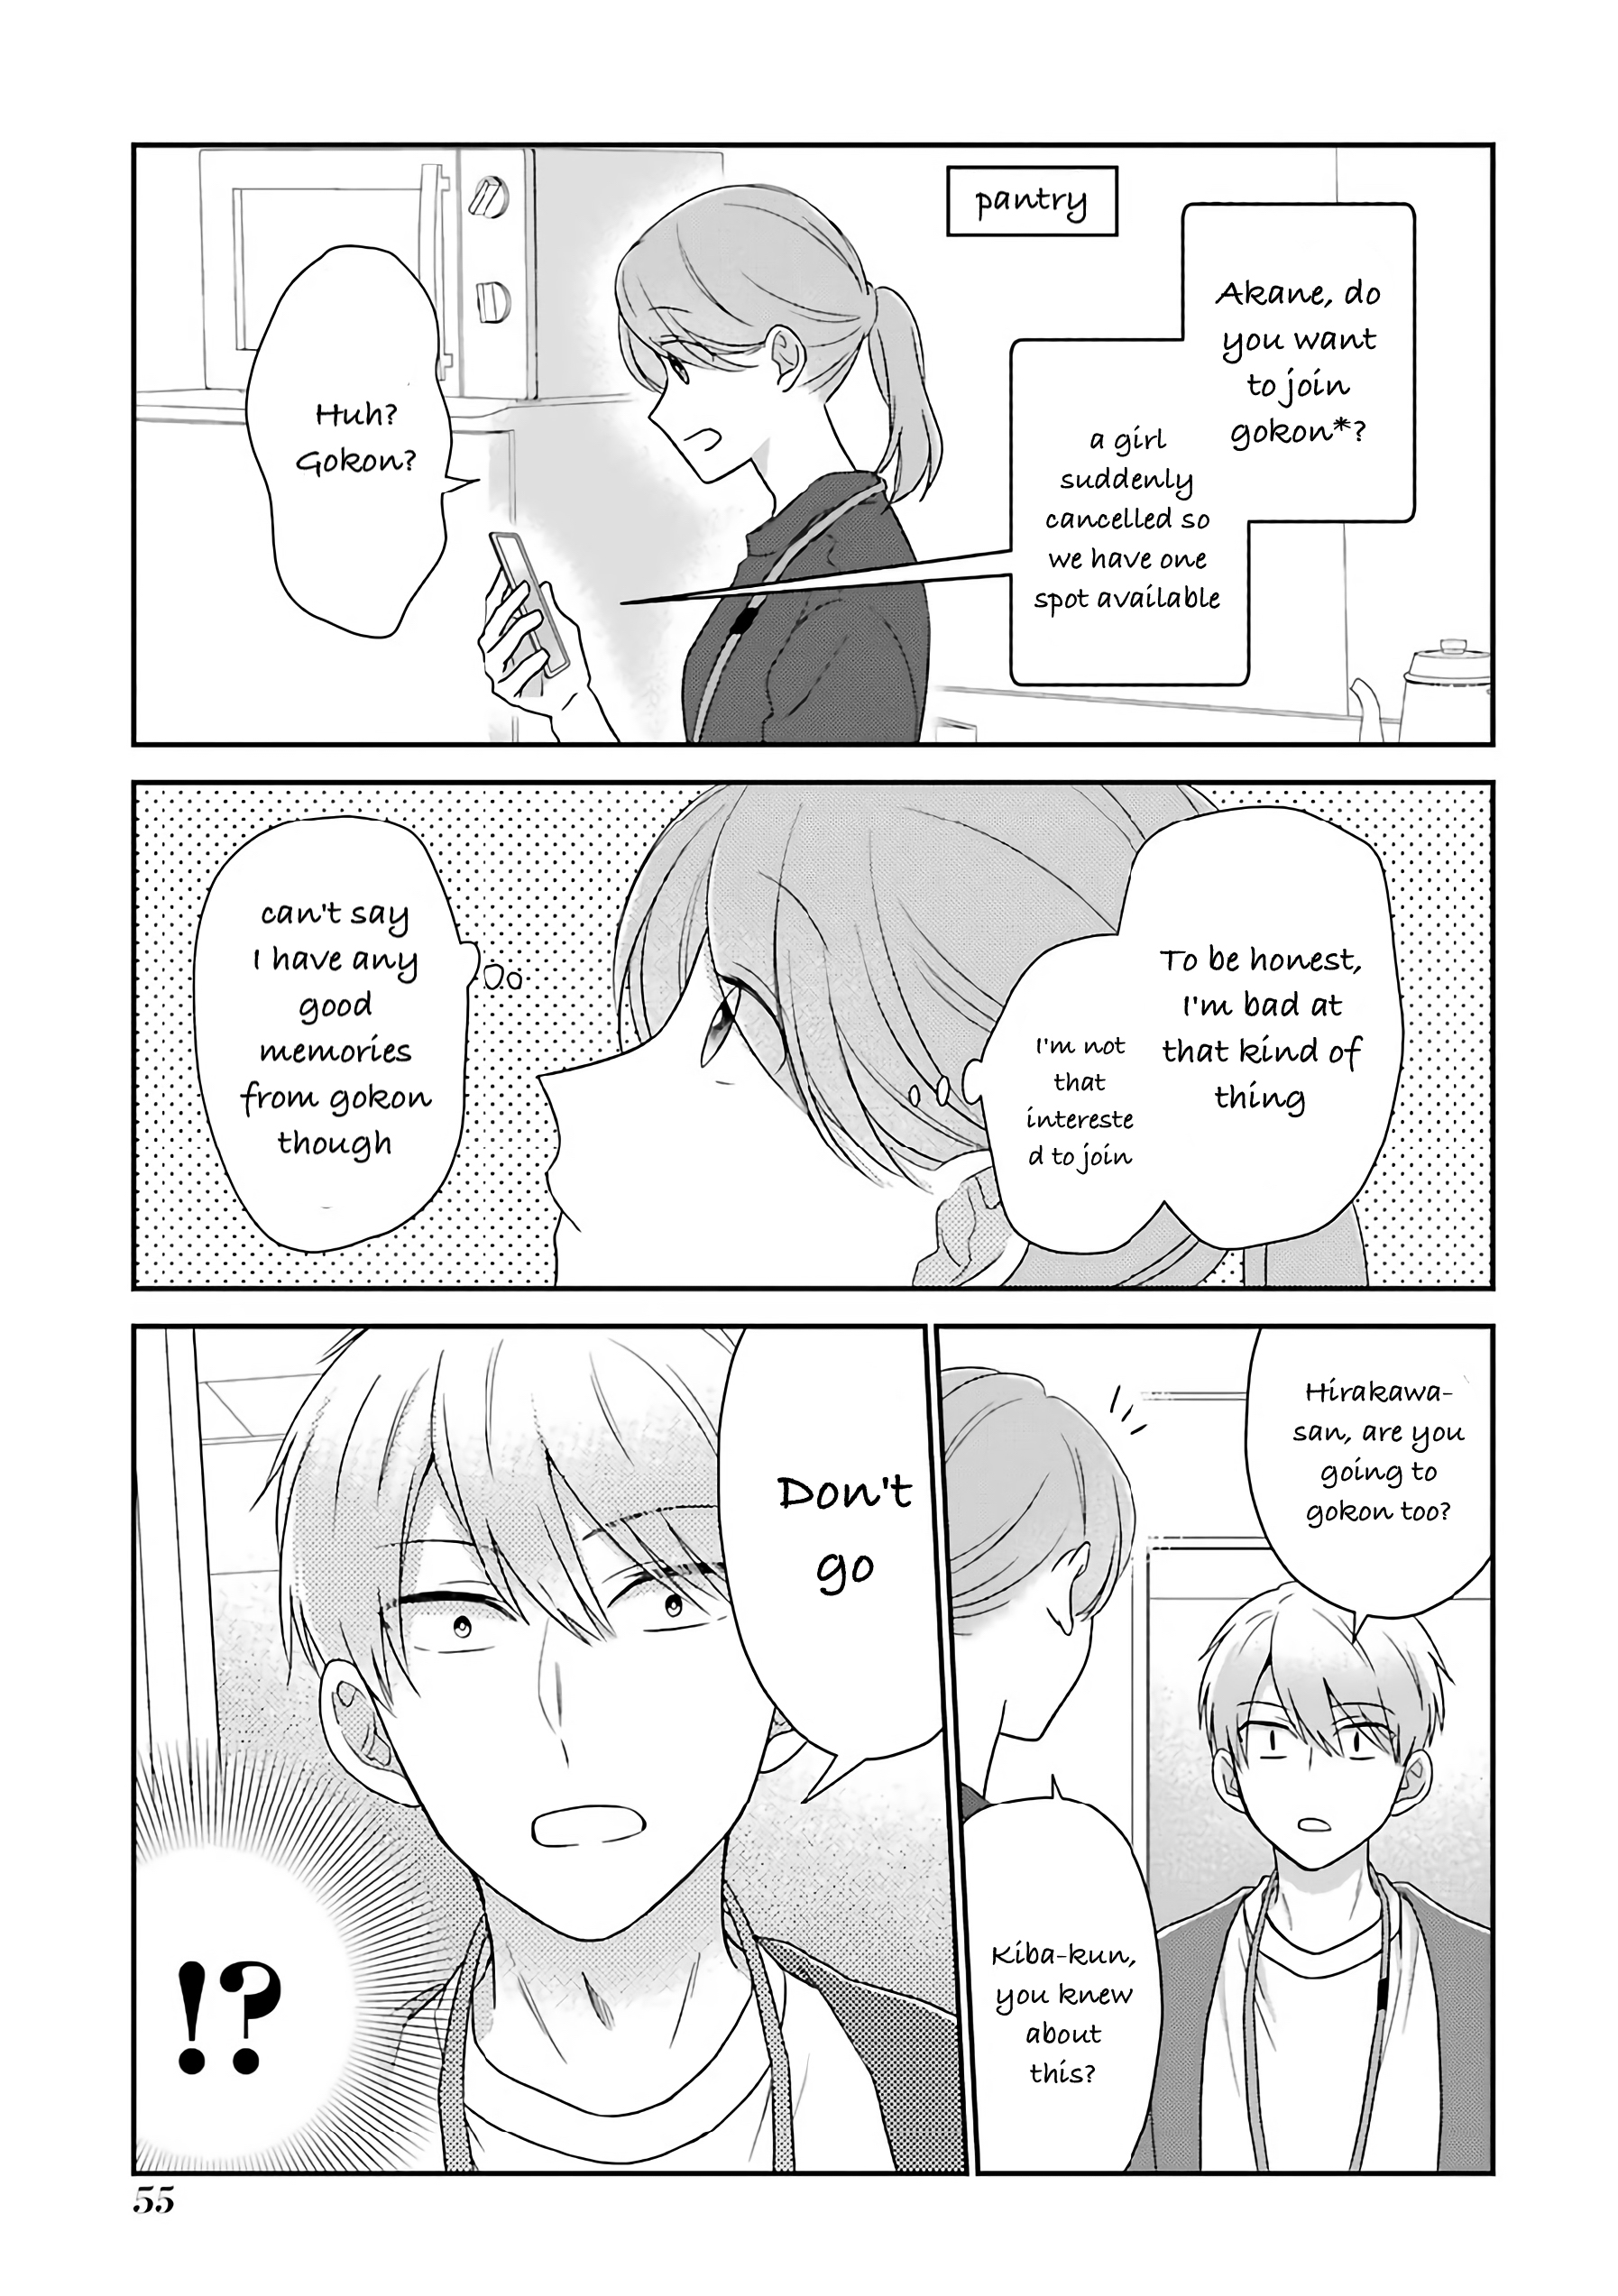 pantry
Akane, do
you want
to join
gokon*?
a girl
suddenly
cancelled so
we have one
spot available
Huh?
Gokon?
To be honest,
I'm bad at
that kind of
thing
I'm not
that
intereste
d to join
can't say
I have any
good
memories
from gokon
though
Hirakawa-
san, are you
going to
gokon too?
Kiba-kun,
you knew
about
this?
Don't
go
!?
55